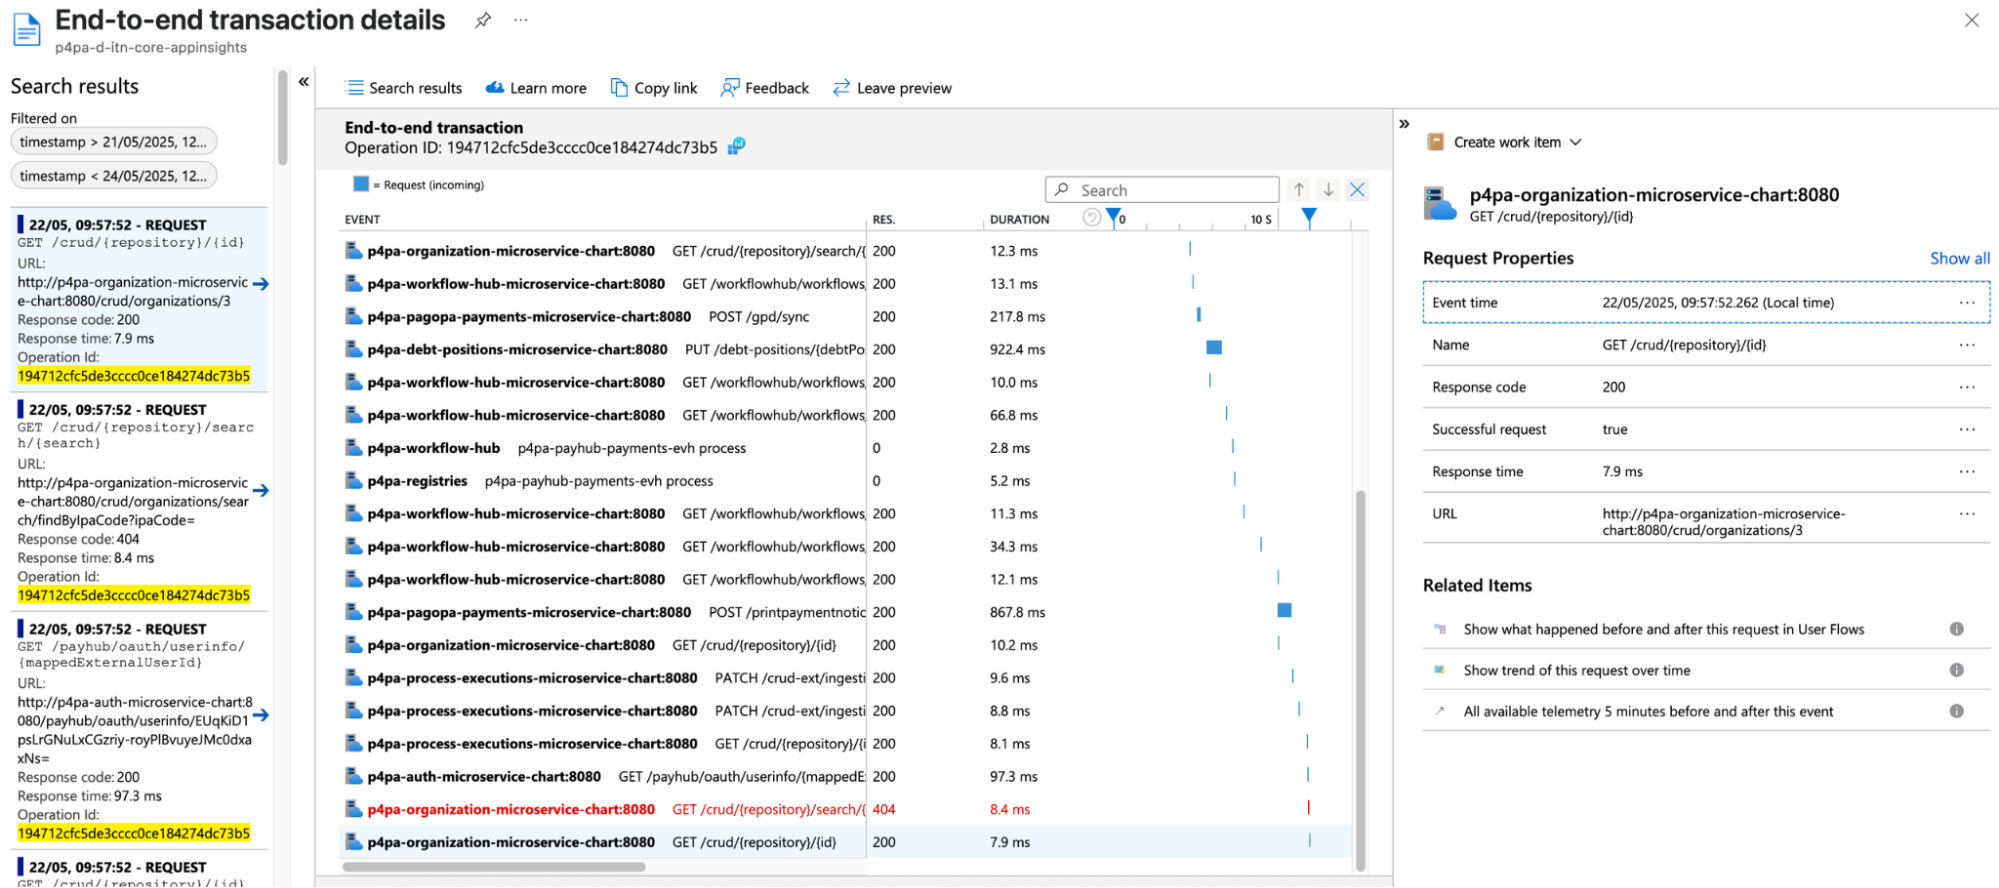 End-to-end transaction details
p4pa-d-itn-core-appinsights
Search results
Filtered on
timestamp > 21/05/2025, 12...
timestamp < 24/05/2025, 12...
22/05, 09:57:52 - REQUEST
GET /crud/{repository}/{id}
URL:
http://p4pa-organization-microservic
e-chart:8080/crud/organizations/3
Response code: 200
Response time: 7.9 ms
Operation Id:
194712cfc5de3cccc0ce184274dc73b5
22/05, 09:57:52 - REQUEST
GET /crud/{repository}/searc
h/{search}
URL:
http://p4pa-organization-microservic
e-chart:8080/crud/organizations/sear
ch/findByIpaCode?ipaCode=
Response code: 404
Response time: 8.4 ms
Operation Id:
194712cfc5de3cccc0ce184274dc73b5
22/05, 09:57:52 - REQUEST
GET /payhub/oauth/userinfo/
{mappedExternalUserId}
URL:
http://p4pa-auth-microservice-chart:8
080/payhub/oauth/userinfo/EUqKiD1
psLrGNuLxCGzriy-royPlBvuyeJMc0dxa
xNs=
Response code: 200
Response time: 97.3 ms
Operation Id:
194712cfc5de3cccc0ce184274dc73b5
22/05, 09:57:52 - REQUEST
GET /crud/{repository}/{id}
Search results Learn more Copy link Feedback Leave preview
End-to-end transaction
Operation ID: 194712cfc5de3cccc0ce184274dc73b5
= Request (incoming)
Search
EVENT RES. DURATION 0 10 S
p4pa-organization-microservice-chart:8080 GET /crud/{repository}/search/{ 200 12.3 ms
p4pa-workflow-hub-microservice-chart:8080 GET /workflowhub/workflows, 200 13.1 ms
p4pa-pagopa-payments-microservice-chart:8080 POST /gpd/sync 200 217.8 ms
p4pa-debt-positions-microservice-chart:8080 PUT /debt-positions/{debtPo 200 922.4 ms
p4pa-workflow-hub-microservice-chart:8080 GET /workflowhub/workflows, 200 10.0 ms
p4pa-workflow-hub-microservice-chart:8080 GET /workflowhub/workflows, 200 66.8 ms
p4pa-workflow-hub p4pa-payhub-payments-evh process 0 2.8 ms
p4pa-registries p4pa-payhub-payments-evh process 0 5.2 ms
p4pa-workflow-hub-microservice-chart:8080 GET /workflowhub/workflows, 200 11.3 ms
p4pa-workflow-hub-microservice-chart:8080 GET /workflowhub/workflows, 200 34.3 ms
p4pa-workflow-hub-microservice-chart:8080 GET /workflowhub/workflows, 200 12.1 ms
p4pa-pagopa-payments-microservice-chart:8080 POST /printpaymentnotic 200 867.8 ms
p4pa-organization-microservice-chart:8080 GET /crud/{repository}/{id} 200 10.2 ms
p4pa-process-executions-microservice-chart:8080 PATCH /crud-ext/ingesti 200 9.6 ms
p4pa-process-executions-microservice-chart:8080 PATCH /crud-ext/ingesti 200 8.8 ms
p4pa-process-executions-microservice-chart:8080 GET /crud/{repository}/{i 200 8.1 ms
p4pa-auth-microservice-chart:8080 GET /payhub/oauth/userinfo/{mappedE: 200 97.3 ms
p4pa-organization-microservice-chart:8080 GET /crud/{repository}/search/{ 404 8.4 ms
p4pa-organization-microservice-chart:8080 GET /crud/{repository}/{id} 200 7.9 ms
Create work item
p4pa-organization-microservice-chart:8080
GET /crud/{repository}/{id}
Request Properties Show all
Event time 22/05/2025, 09:57:52.262 (Local time) ...
Name GET /crud/{repository}/{id} ...
Response code 200 ...
Successful request true ...
Response time 7.9 ms ...
URL http://p4pa-organization-microservice- ...
chart:8080/crud/organizations/3
Related Items
Show what happened before and after this request in User Flows
Show trend of this request over time
All available telemetry 5 minutes before and after this event